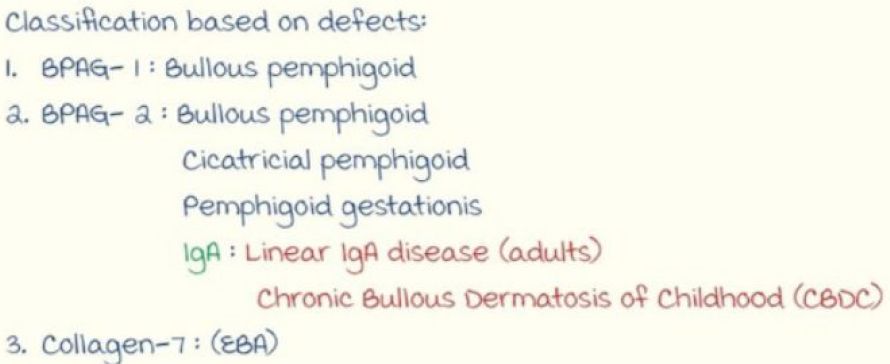 Classification based on defects:
1. BPAG-1: Bullous pemphigoid
2. BPAG-2: Bullous pemphigoid
Cicatricial pemphigoid
Pemphigoid gestationis
IgA: Linear IgA disease (adults)
Chronic Bullous Dermatosis of Childhood (CBDC)
3. Collagen-7: (EBA)